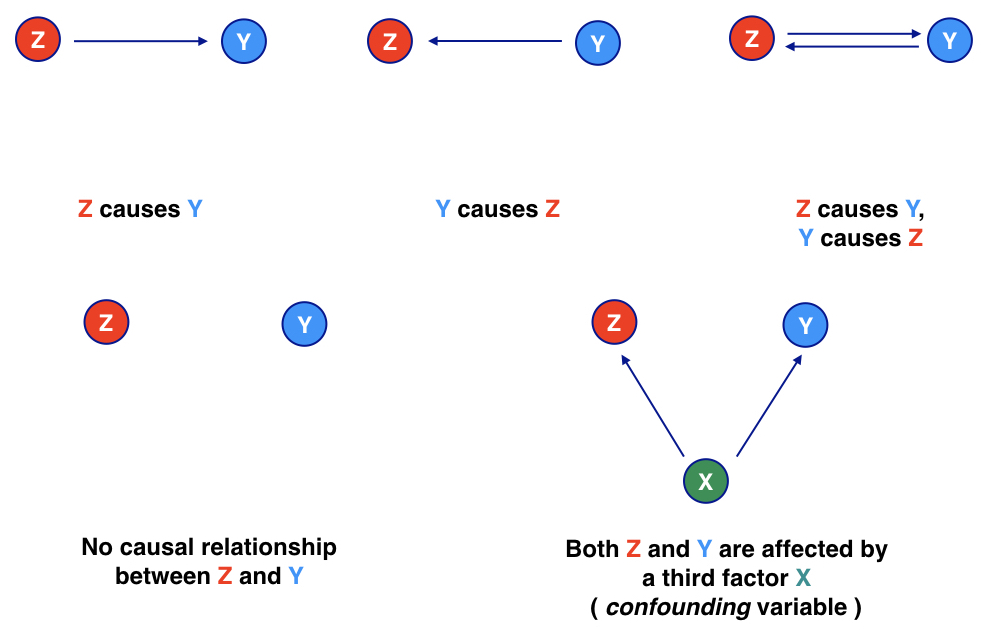 Z
Y
Z
Y
Z
Y
Z causes Y
Y causes Z
Z causes Y,
Y causes Z
Z
Y
Z
Y
X
No causal relationship
between Z and Y
Both Z and Y are affected by
a third factor X
( confounding variable )